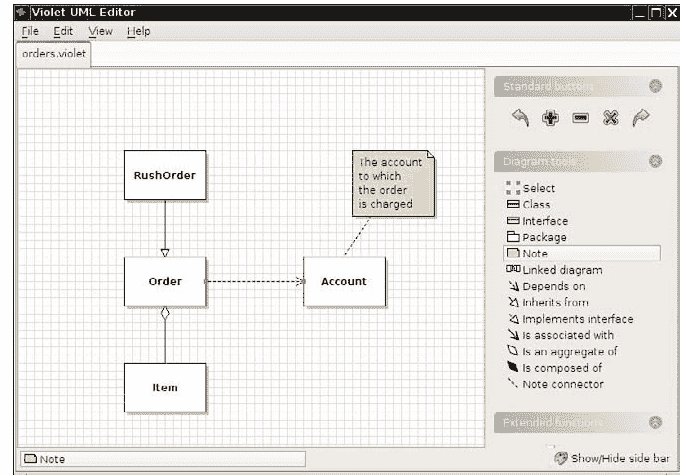 Violet UML Editor
File Edit View Help
orders.violet
Standard buttons
RushOrder
The account
to which
the order
is charged
Order
Account
Item
Diagram tools
Select
Class
Interface
Package
Note
Linked diagram
Depends on
Inherits from
Implements interface
Is associated with
Is an aggregate of
Is composed of
Note connector
Extended functions
Note
Show/Hide side bar